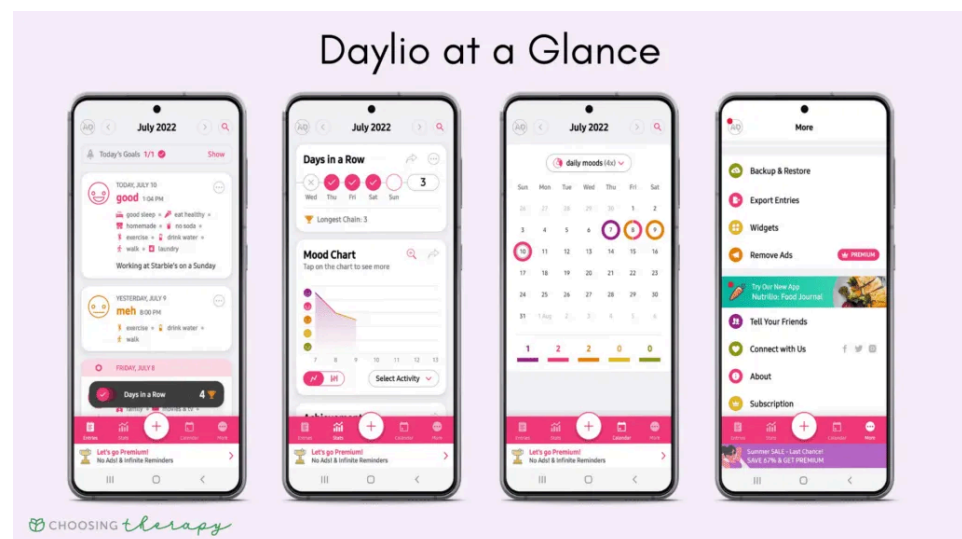 Daylio at a Glance
AO
July 2022
Today's Goals 1/1
Show
TODAY, JULY 10
good 1:04 PM
good sleep • eat healthy •
homemade • no soda •
exercise • drink water •
walk • laundry
Working at Starbie's on a Sunday
YESTERDAY, JULY 9
meh 8:00 PM
exercise • drink water •
walk
FRIDAY, JULY 8
Days in a Row 4
Entries Stats + Calendar More
Let's go Premium!
No Ads! & Infinite Reminders
AO
July 2022
Days in a Row
3
Wed Thu Fri Sat Sun
Longest Chain: 3
Mood Chart
Tap on the chart to see more
7 8 9 10 11 12 13
Select Activity
Entries Stats + Calendar More
Let's go Premium!
No Ads! & Infinite Reminders
AO
July 2022
daily moods (4x)
Sun Mon Tue Wed Thu Fri Sat
26 27 28 29 30 1 2
3 4 5 6 7 8 9
10 11 12 13 14 15 16
17 18 19 20 21 22 23
24 25 26 27 28 29 30
31 1 Aug 2 3 4 5 6
1 2 2 0 0
Entries Stats + Calendar More
Let's go Premium!
No Ads! & Infinite Reminders
AO
More
Backup & Restore
Export Entries
Widgets
Remove Ads
PREMIUM
Try Our New App
Nutrilio: Food Journal
Tell Your Friends
Connect with Us
About
Subscription
Entries Stats + Calendar More
Summer SALE - Last Chance!
SAVE 67% & GET PREMIUM
CHOOSING therapy